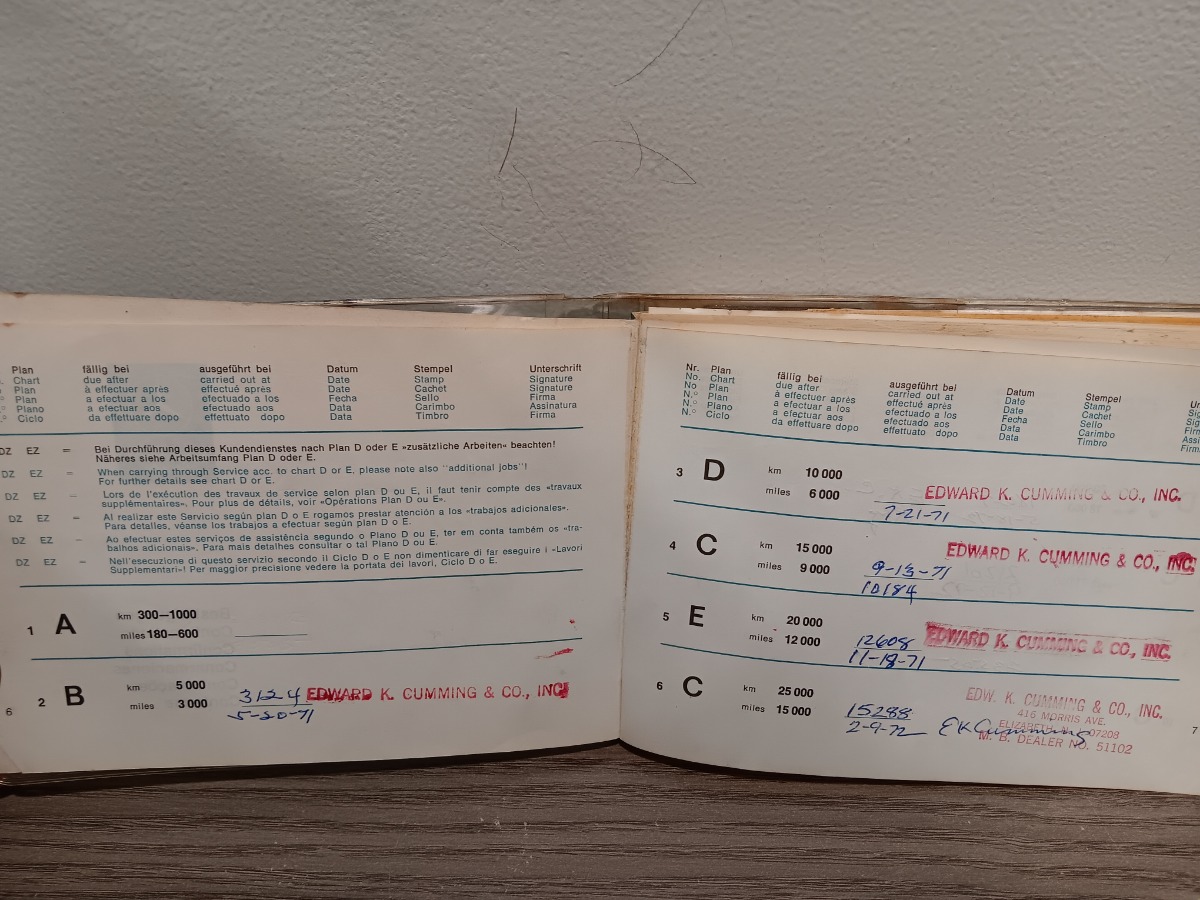 Plan fällig bei ausgeführt bei Datum Stempel Unterschrift
Chart due after carried out at Date Stamp Signature
Plan à effectuer après effectué après Date Cachet Signature
Plan a efectuar a los efectuado a los Fecha Sello Firma
Plano a efectuar aos efectuado aos Data Carimbo Assinatura
Ciclo da effettuare dopo effettuato dopo Data Timbro Firma
DZ EZ = Bei Durchführung dieses Kundendienstes nach Plan D oder E »zusätzliche Arbeiten« beachten!
Näheres siehe Arbeitsumfang Plan D oder E.
DZ EZ = When carrying through Service acc. to chart D or E, please note also "additional jobs"!
For further details see chart D or E.
DZ EZ = Lors de l'exécution des travaux de service selon plan D ou E, il faut tenir compte des «travaux
supplémentaires». Pour plus de détails, voir «Opérations Plan D ou E».
DZ EZ = Al realizar este Servicio según plan D o E rogamos prestar atención a los «trabajos adicionales».
Para detalles, véanse los trabajos a efectuar según plan D o E.
DZ EZ = Ao efectuar estes serviços de assistência segundo o Plano D ou E, ter em conta também os «tra-
balhos adicionais». Para mais detalhes consultar o tal Plano D ou E.
DZ EZ = Nell'esecuzione di questo servizio secondo il Ciclo D o E non dimenticare di far eseguire i «Lavori
Supplementari»! Per maggior precisione vedere la portata dei lavori, Ciclo D o E.
1 A km 300—1000
miles 180—600
2 B km 5 000
miles 3 000
3124 EDWARD K. CUMMING & CO., INC.
5-20-71
6
Nr. Plan fällig bei ausgeführt bei Datum Stempel
No. Chart due after carried out at Date Stamp
No Plan à effectuer après effectué après Date Cachet
N.° Plan a efectuar a los efectuado a los Fecha Sello
N.° Plano a efectuar aos efectuado aos Data Carimbo
N.° Ciclo da effettuare dopo effettuato dopo Data Timbro
3 D km 10 000
miles 6 000
EDWARD K. CUMMING & CO., INC.
7-21-71
4 C km 15 000
miles 9 000
EDWARD K. CUMMING & CO., INC.
9-13-71
10184
5 E km 20 000
miles 12 000
12608 EDWARD K. CUMMING & CO., INC.
11-18-71
6 C km 25 000
miles 15 000
15288 EDW. K. CUMMING & CO., INC.
416 MORRIS AVE.
2-9-72 EK Cumming
ELIZABETH, 07208
M. B. DEALER NO. 51102
7